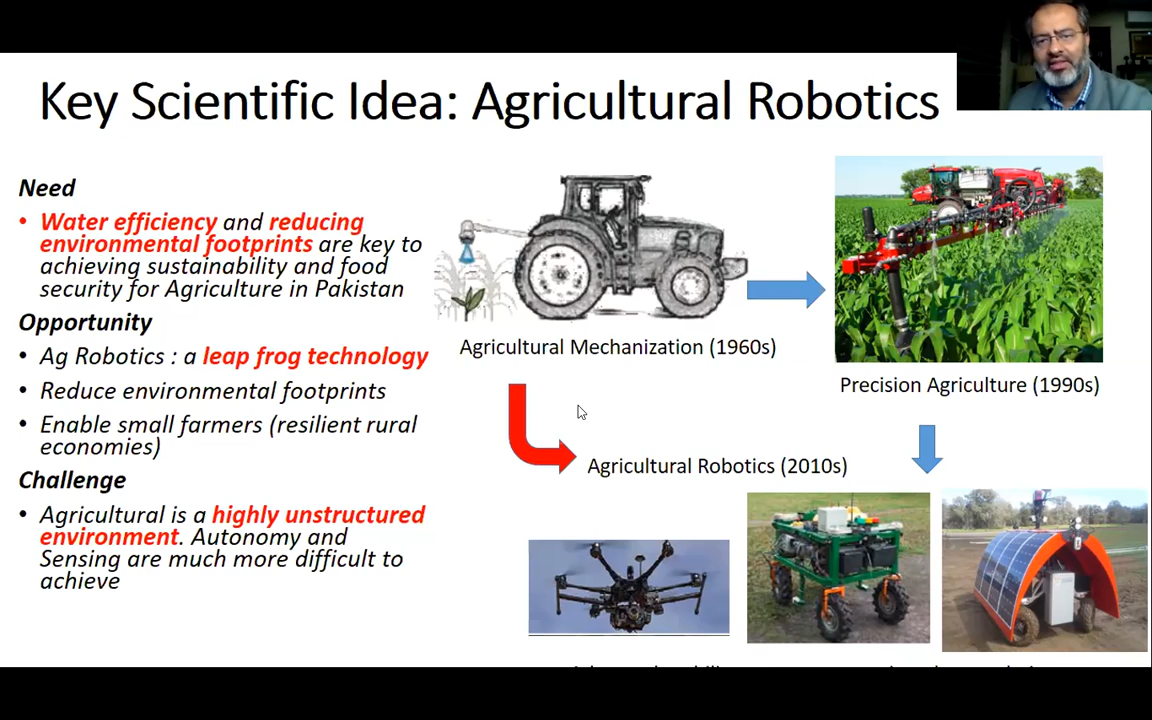 Key Scientific Idea: Agricultural Robotics
Need
• Water efficiency and reducing
environmental footprints are key to
achieving sustainability and food
security for Agriculture in Pakistan
Opportunity
• Ag Robotics : a leap frog technology
• Reduce environmental footprints
• Enable small farmers (resilient rural
economies)
Challenge
• Agricultural is a highly unstructured
environment. Autonomy and
Sensing are much more difficult to
achieve
Agricultural Mechanization (1960s)
Precision Agriculture (1990s)
Agricultural Robotics (2010s)